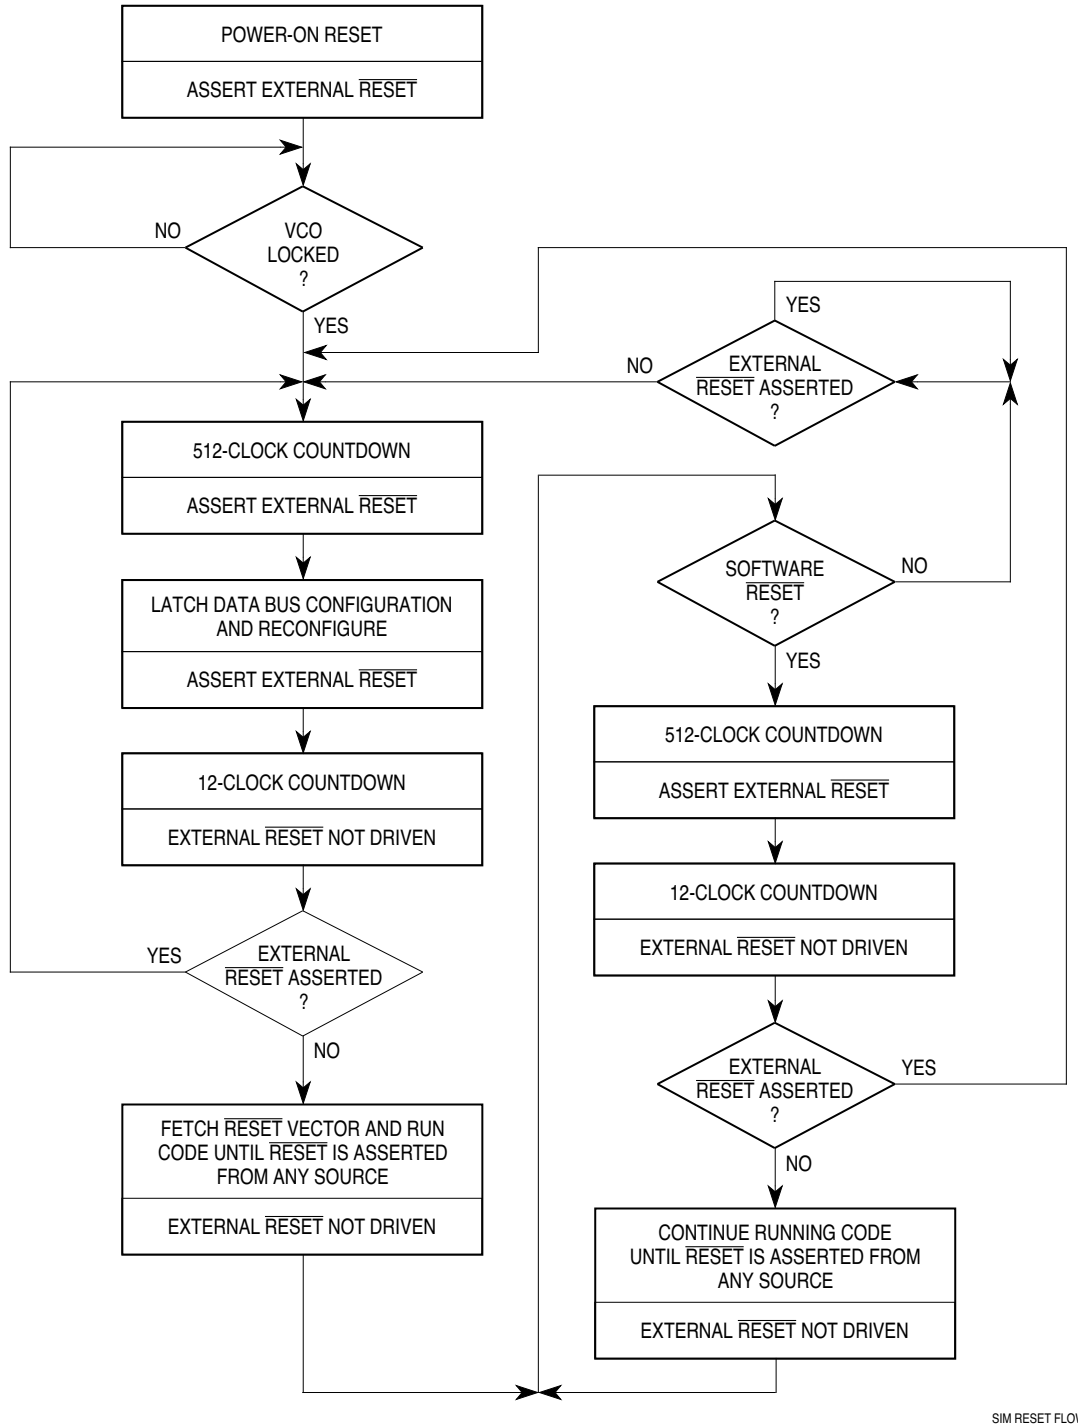 POWER-ON RESET
ASSERT EXTERNAL RESET
NO
VCO
LOCKED
?
YES
512-CLOCK COUNTDOWN
ASSERT EXTERNAL RESET
LATCH DATA BUS CONFIGURATION
AND RECONFIGURE
ASSERT EXTERNAL RESET
12-CLOCK COUNTDOWN
EXTERNAL RESET NOT DRIVEN
YES
EXTERNAL
RESET ASSERTED
?
NO
FETCH RESET VECTOR AND RUN
CODE UNTIL RESET IS ASSERTED
FROM ANY SOURCE
EXTERNAL RESET NOT DRIVEN
YES
NO
EXTERNAL
RESET ASSERTED
?
SOFTWARE
RESET
?
NO
YES
512-CLOCK COUNTDOWN
ASSERT EXTERNAL RESET
12-CLOCK COUNTDOWN
EXTERNAL RESET NOT DRIVEN
EXTERNAL
RESET ASSERTED
?
YES
NO
CONTINUE RUNNING CODE
UNTIL RESET IS ASSERTED FROM
ANY SOURCE
EXTERNAL RESET NOT DRIVEN
SIM RESET FLOW